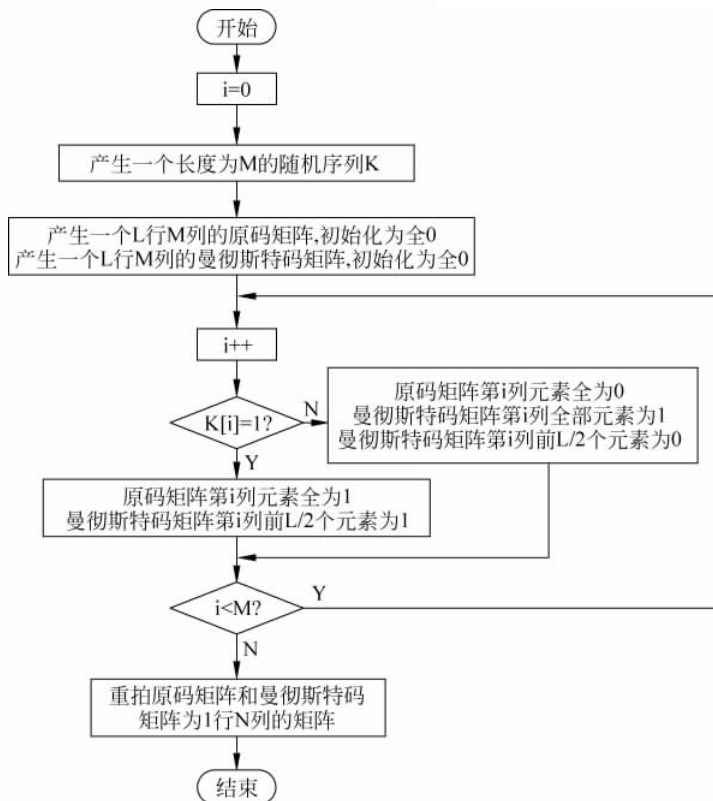 开始
i=0
产生一个长度为M的随机序列K
产生一个L行M列的原码矩阵,初始化为全0
产生一个L行M列的曼彻斯特码矩阵,初始化为全0
i++
K[i]=1?
N
原码矩阵第i列元素全为0
曼彻斯特码矩阵第i列全部元素为1
曼彻斯特码矩阵第i列前L/2个元素为0
Y
原码矩阵第i列元素全为1
曼彻斯特码矩阵第i列前L/2个元素为1
i<M?
Y
N
重拍原码矩阵和曼彻斯特码
矩阵为1行N列的矩阵
结束